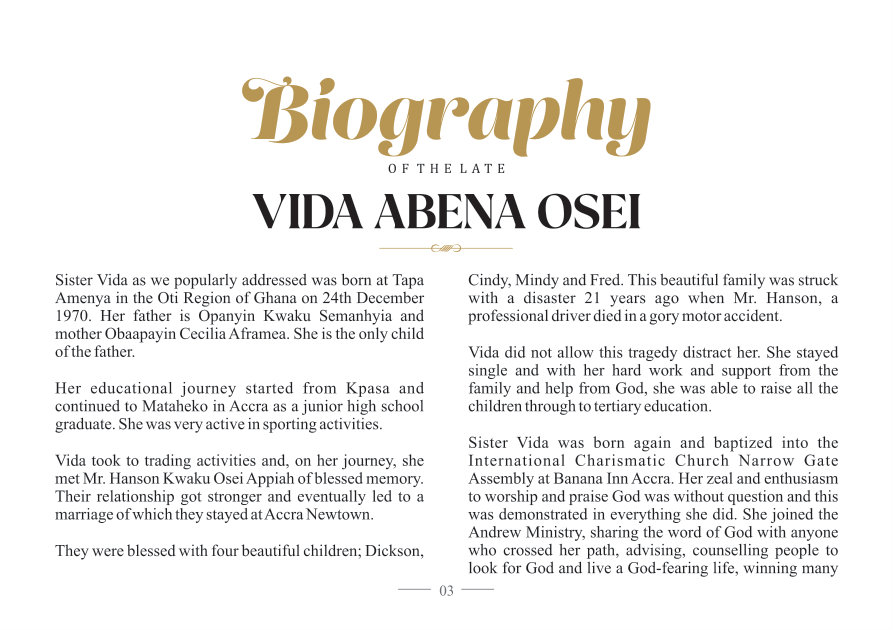 Biography
OF THE LATE
VIDA ABENA OSEI
Sister Vida as we popularly addressed was born at Tapa
Amenya in the Oti Region of Ghana on 24th December
1970. Her father is Opanyin Kwaku Semanhyia and
mother Obaapayin Cecilia Aframea. She is the only child
of the father.
Her educational journey started from Kpasa and
continued to Mataheko in Accra as a junior high school
graduate. She was very active in sporting activities.
Vida took to trading activities and, on her journey, she
met Mr. Hanson Kwaku Osei Appiah of blessed memory.
Their relationship got stronger and eventually led to a
marriage of which they stayed at Accra Newtown.
They were blessed with four beautiful children; Dickson,
Cindy, Mindy and Fred. This beautiful family was struck
with a disaster 21 years ago when Mr. Hanson, a
professional driver died in a gory motor accident.
Vida did not allow this tragedy distract her. She stayed
single and with her hard work and support from the
family and help from God, she was able to raise all the
children through to tertiary education.
Sister Vida was born again and baptized into the
International Charismatic Church Narrow Gate
Assembly at Banana Inn Accra. Her zeal and enthusiasm
to worship and praise God was without question and this
was demonstrated in everything she did. She joined the
Andrew Ministry, sharing the word of God with anyone
who crossed her path, advising, counselling people to
look for God and live a God-fearing life, winning many
03